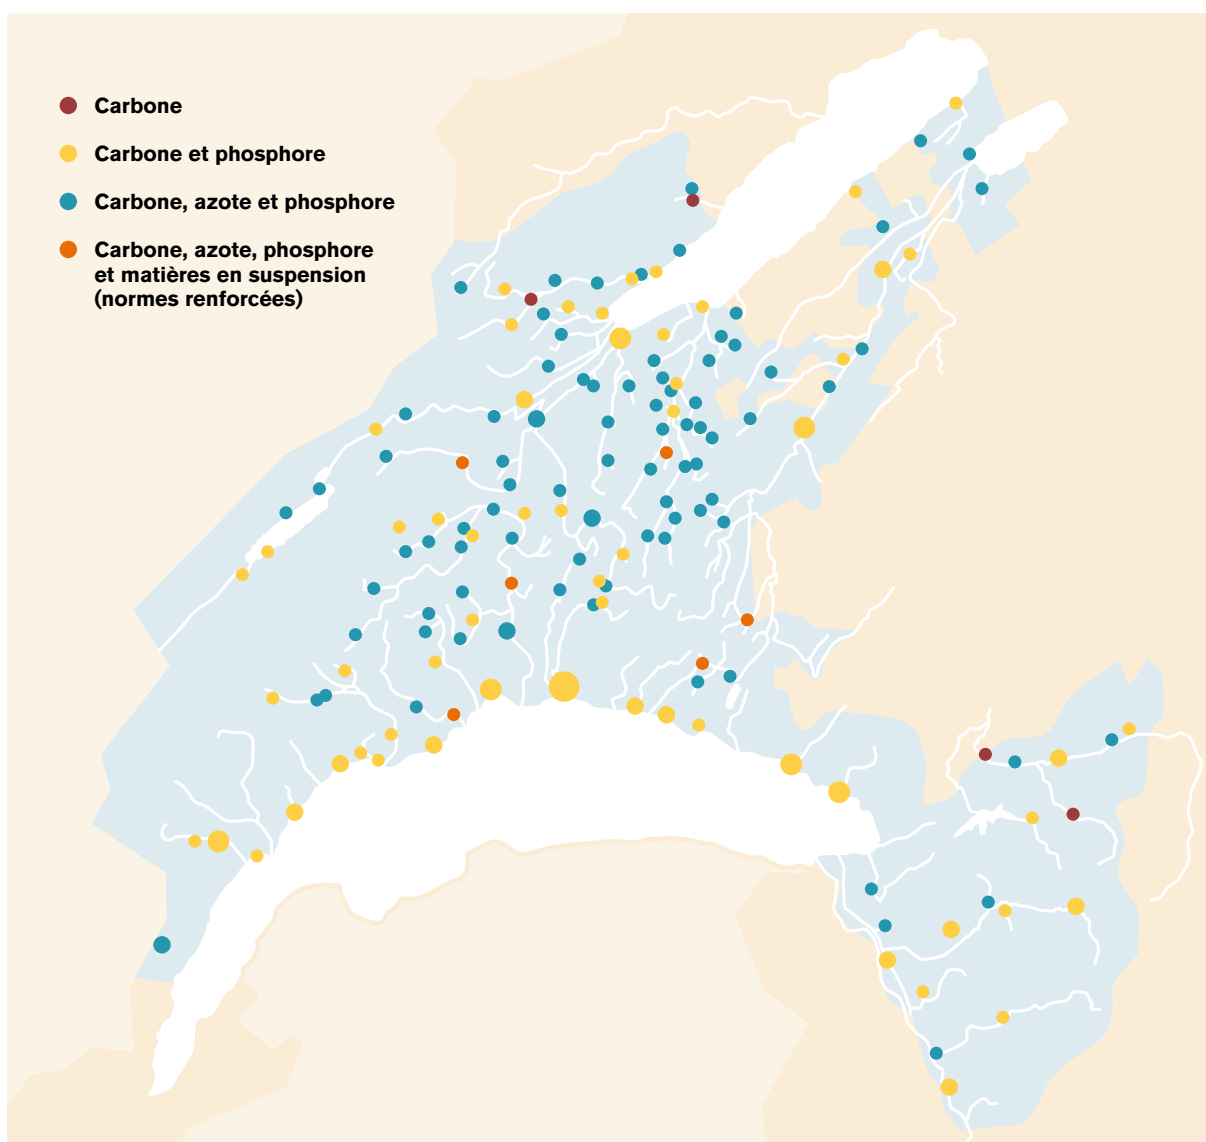 Carbone
Carbone et phosphore
Carbone, azote et phosphore
Carbone, azote, phosphore
et matières en suspension
(normes renforcées)